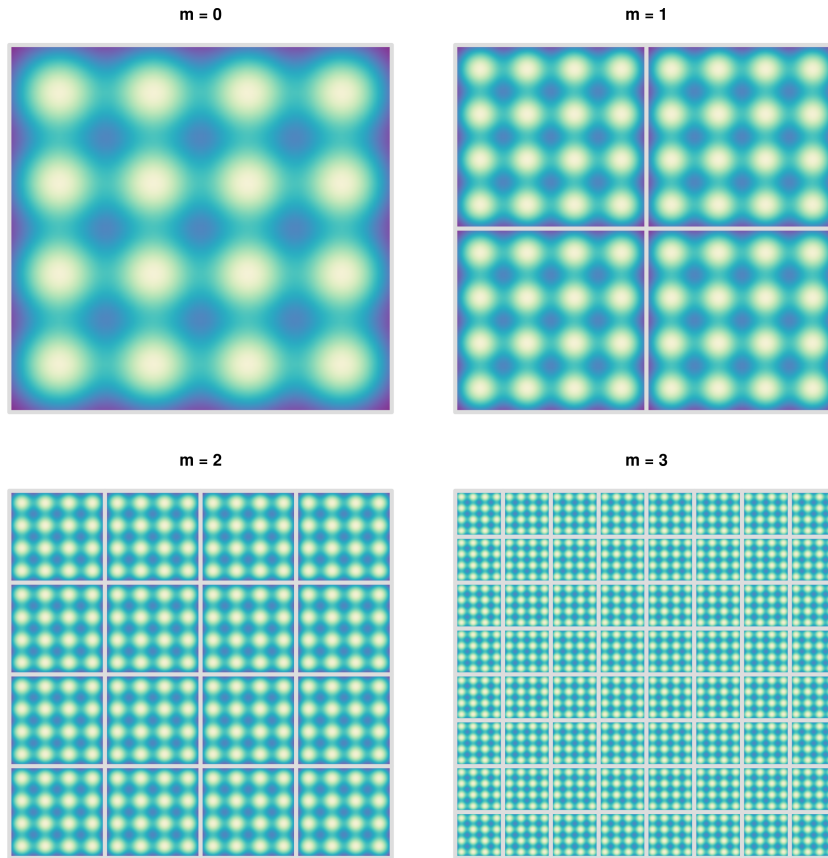 m = 0
m = 1
m = 2
m = 3